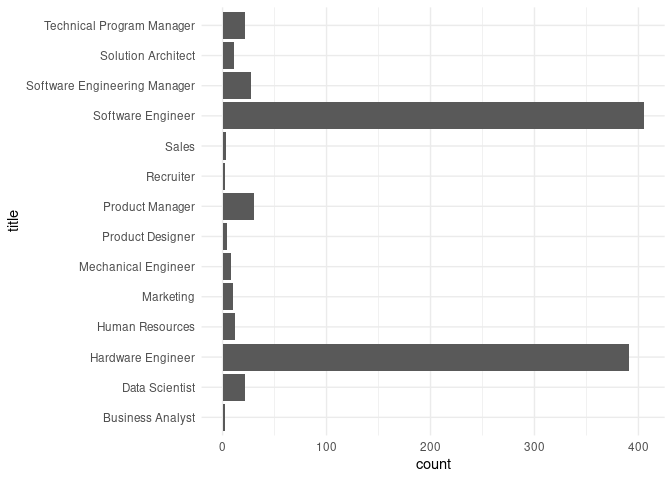 Technical Program Manager
Solution Architect
Software Engineering Manager
Software Engineer
Sales
Recruiter
Product Manager
Product Designer
Mechanical Engineer
Marketing
Human Resources
Hardware Engineer
Data Scientist
Business Analyst
title
0 100 200 300 400
count